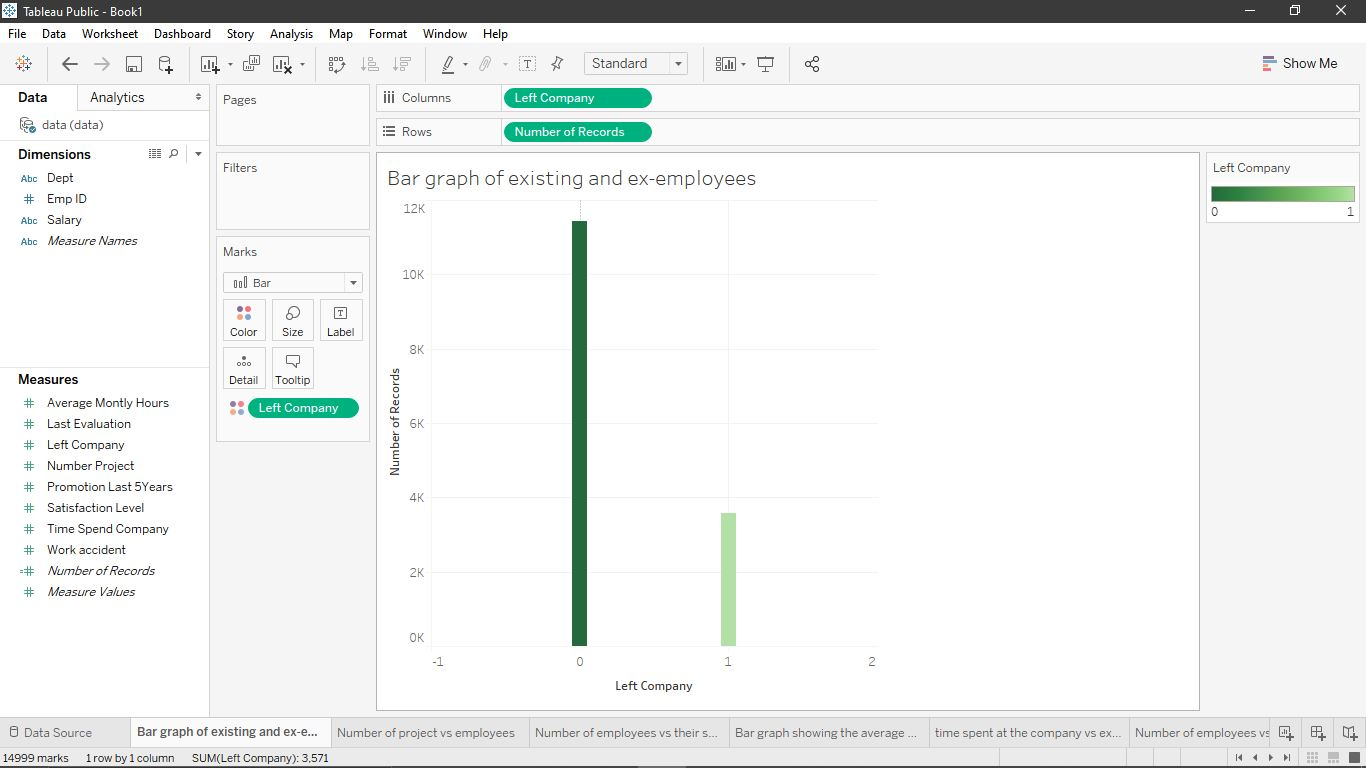 Tableau Public - Book1
File Data Worksheet Dashboard Story Analysis Map Format Window Help
Standard
Show Me
Data Analytics
data (data)
Dimensions
Abc Dept
# Emp ID
Abc Salary
Abc Measure Names
Measures
# Average Montly Hours
# Last Evaluation
# Left Company
# Number Project
# Promotion Last 5Years
# Satisfaction Level
# Time Spend Company
# Work accident
=# Number of Records
# Measure Values
Pages
Filters
Marks
Bar
Color Size Label
Detail Tooltip
Left Company
Columns Left Company
Rows Number of Records
Bar graph of existing and ex-employees
12K
10K
8K
6K
4K
2K
0K
Number of Records
-1 0 1 2
Left Company
Left Company
0 1
Data Source Bar graph of existing and ex-e... Number of project vs employees Number of employees vs their s... Bar graph showing the average ... time spent at the company vs ex... Number of employees vs
14999 marks 1 row by 1 column SUM(Left Company): 3,571